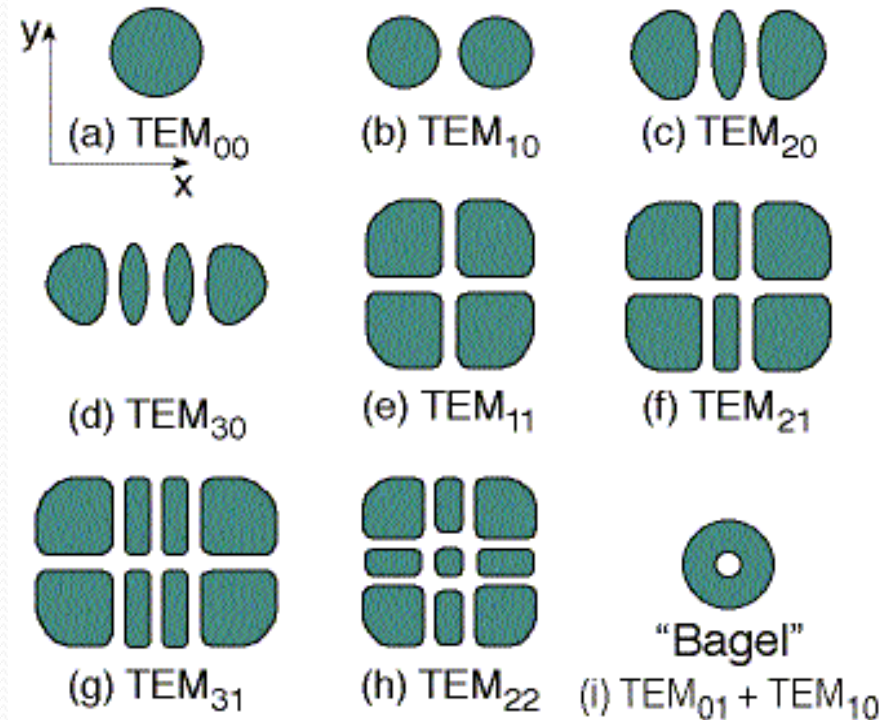 y
x
(a) TEM₀₀
(b) TEM₁₀
(c) TEM₂₀
(d) TEM₃₀
(e) TEM₁₁
(f) TEM₂₁
(g) TEM₃₁
(h) TEM₂₂
“Bagel”
(i) TEM₀₁ + TEM₁₀